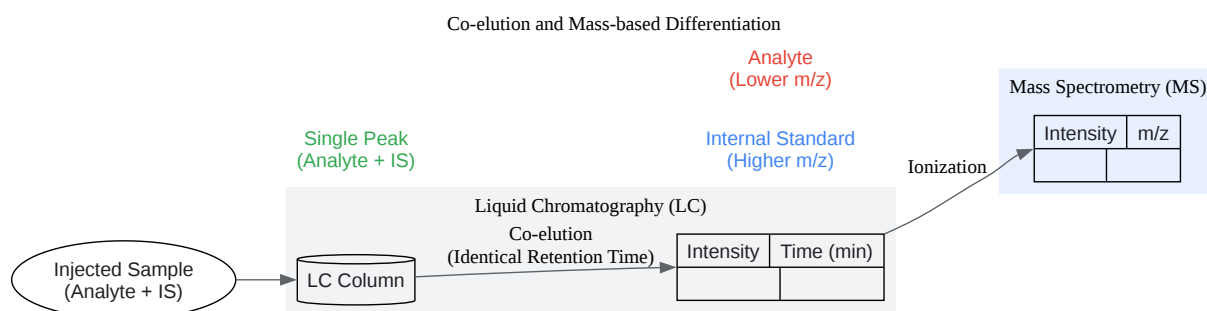 Co-elution and Mass-based Differentiation
Analyte
(Lower m/z)
Mass Spectrometry (MS)
Intensity
m/z
Single Peak
(Analyte + IS)
Internal Standard
(Higher m/z)
Ionization
Liquid Chromatography (LC)
Co-elution
(Identical Retention Time)
Intensity
Time (min)
Injected Sample
(Analyte + IS)
LC Column